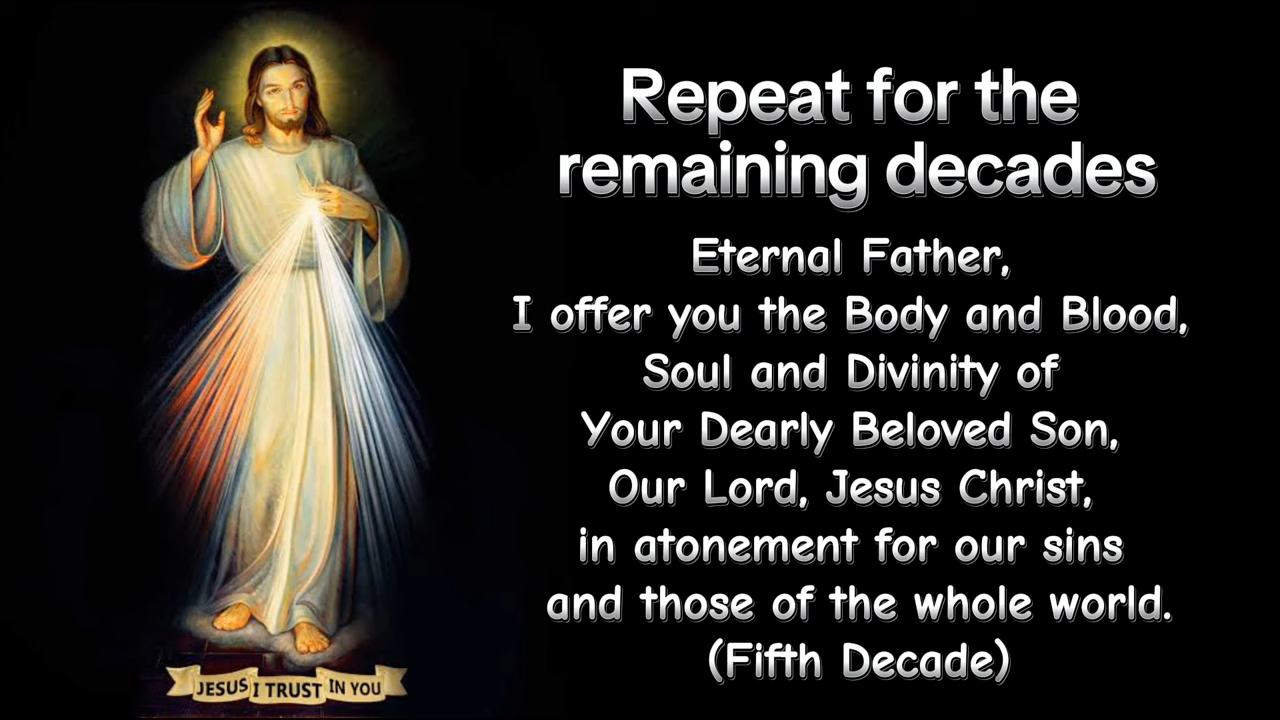 Repeat for the
remaining decades
Eternal Father,
I offer you the Body and Blood,
Soul and Divinity of
Your Dearly Beloved Son,
Our Lord, Jesus Christ,
in atonement for our sins
and those of the whole world.
(Fifth Decade)
JESUS I TRUST IN YOU